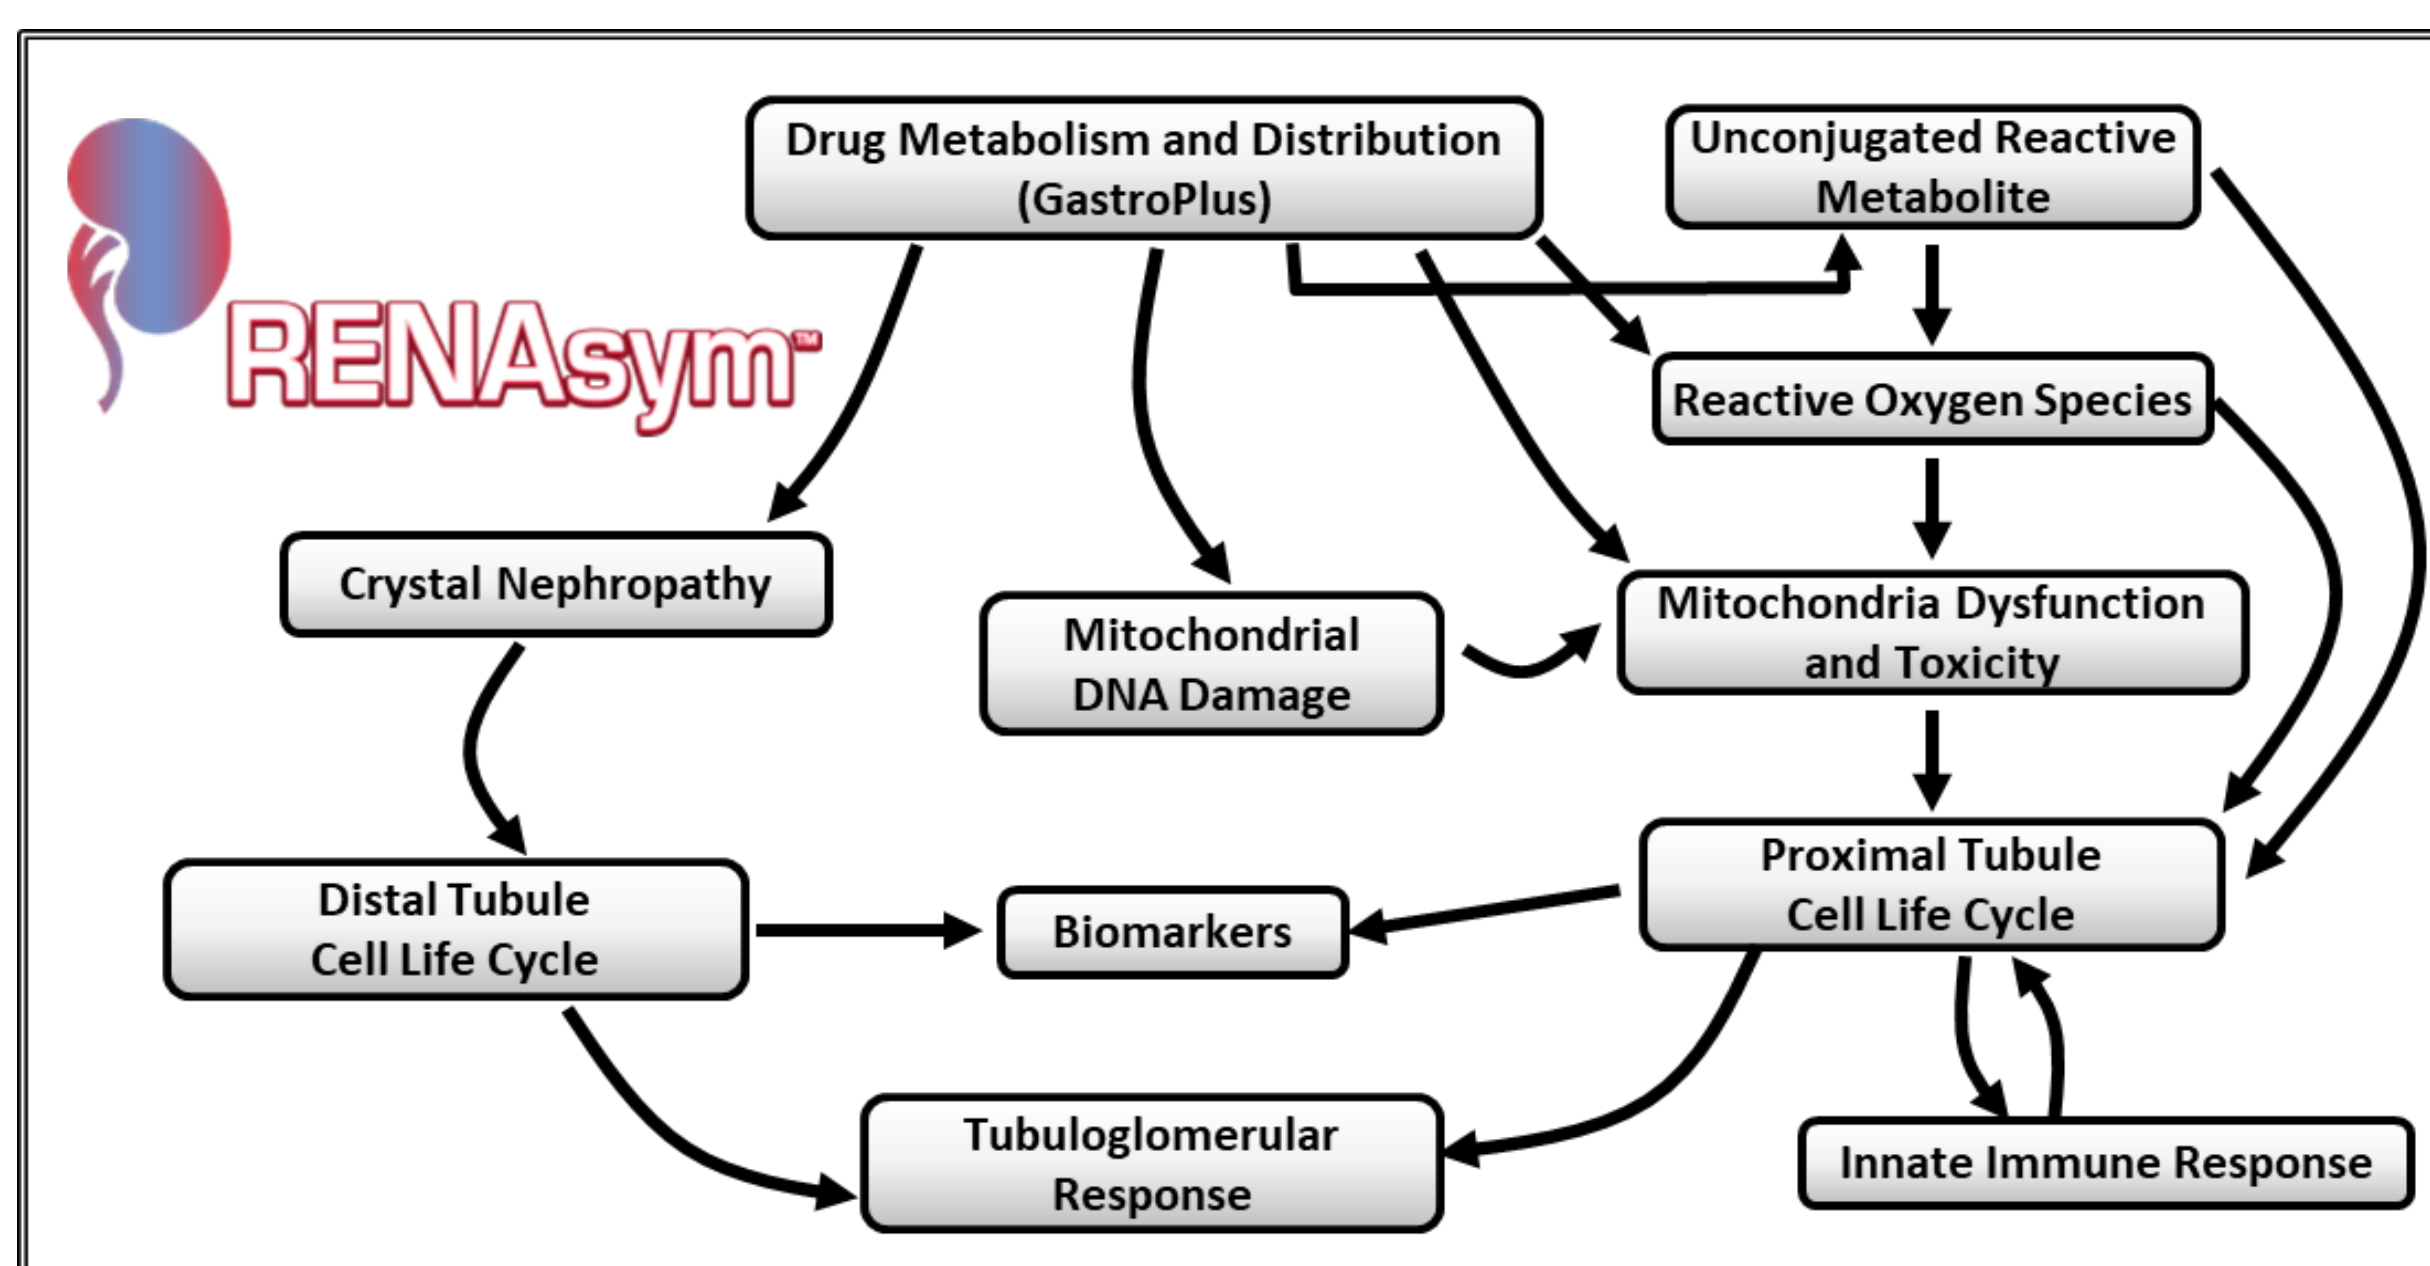 Drug Metabolism and Distribution
(GastroPlus)
Unconjugated Reactive
Metabolite
RENAsym™
Reactive Oxygen Species
Crystal Nephropathy
Mitochondrial
DNA Damage
Mitochondria Dysfunction
and Toxicity
Distal Tubule
Cell Life Cycle
Biomarkers
Proximal Tubule
Cell Life Cycle
Tubuloglomerular
Response
Innate Immune Response